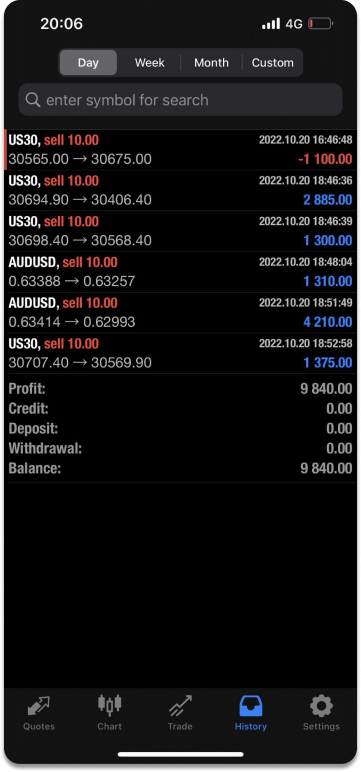 20:06 4G
Day Week Month Custom
enter symbol for search
US30, sell 10.00 2022.10.20 16:46:48
30565.00 → 30675.00 -1 100.00
US30, sell 10.00 2022.10.20 18:46:36
30694.90 → 30406.40 2 885.00
US30, sell 10.00 2022.10.20 18:46:39
30698.40 → 30568.40 1 300.00
AUDUSD, sell 10.00 2022.10.20 18:48:04
0.63388 → 0.63257 1 310.00
AUDUSD, sell 10.00 2022.10.20 18:51:49
0.63414 → 0.62993 4 210.00
US30, sell 10.00 2022.10.20 18:52:58
30707.40 → 30569.90 1 375.00
Profit: 9 840.00
Credit: 0.00
Deposit: 0.00
Withdrawal: 0.00
Balance: 9 840.00
Quotes Chart Trade History Settings